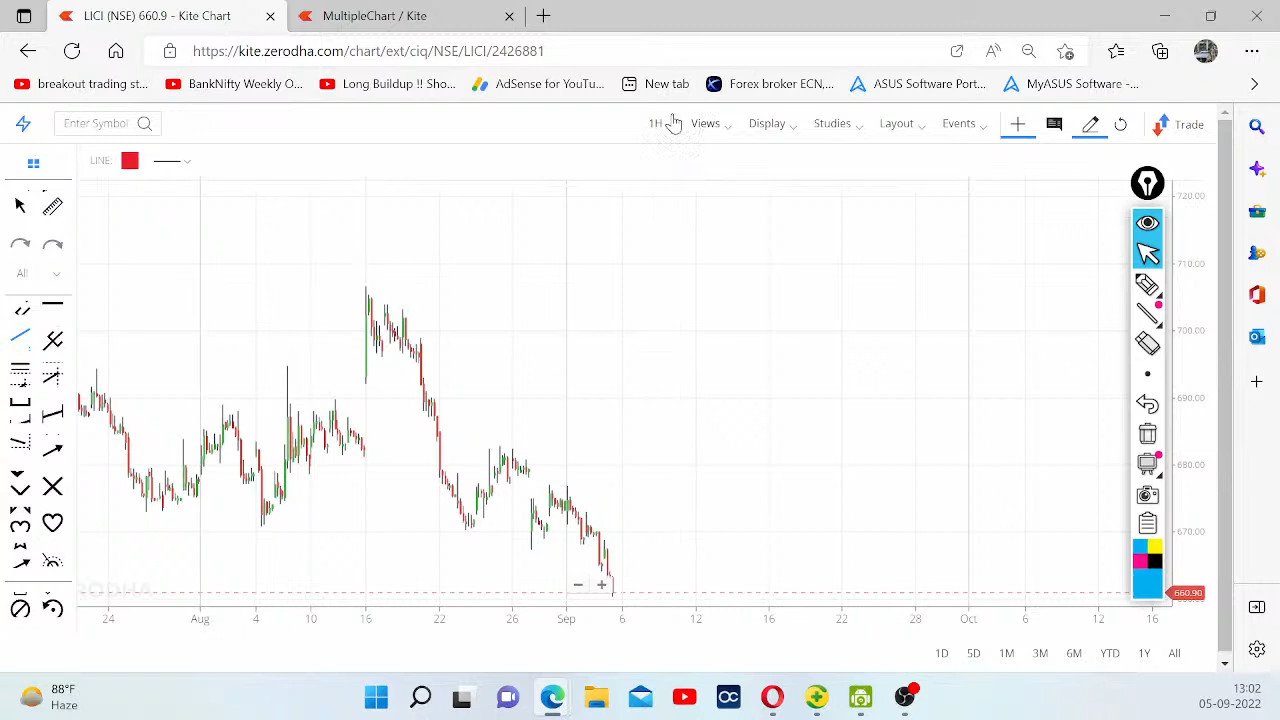 LICI (NSE) 660.9 - Kite Chart
MultipleChart / Kite
https://kite.zerodha.com/chart/ext/ciq/NSE/LICI/2426881
breakout trading st...
BankNifty Weekly O...
Long Buildup !! Sho...
AdSense for YouTu...
New tab
Forex broker ECN,...
ASUS Software Port...
MyASUS Software -...
Enter Symbol
1H
Views
Display
Studies
Layout
Events
Trade
LINE:
All
720.00
710.00
700.00
690.00
680.00
670.00
660.90
24
Aug
4
10
16
22
26
Sep
6
12
16
22
28
Oct
6
12
16
1D
5D
1M
3M
6M
YTD
1Y
All
88°F
Haze
13:02
05-09-2022